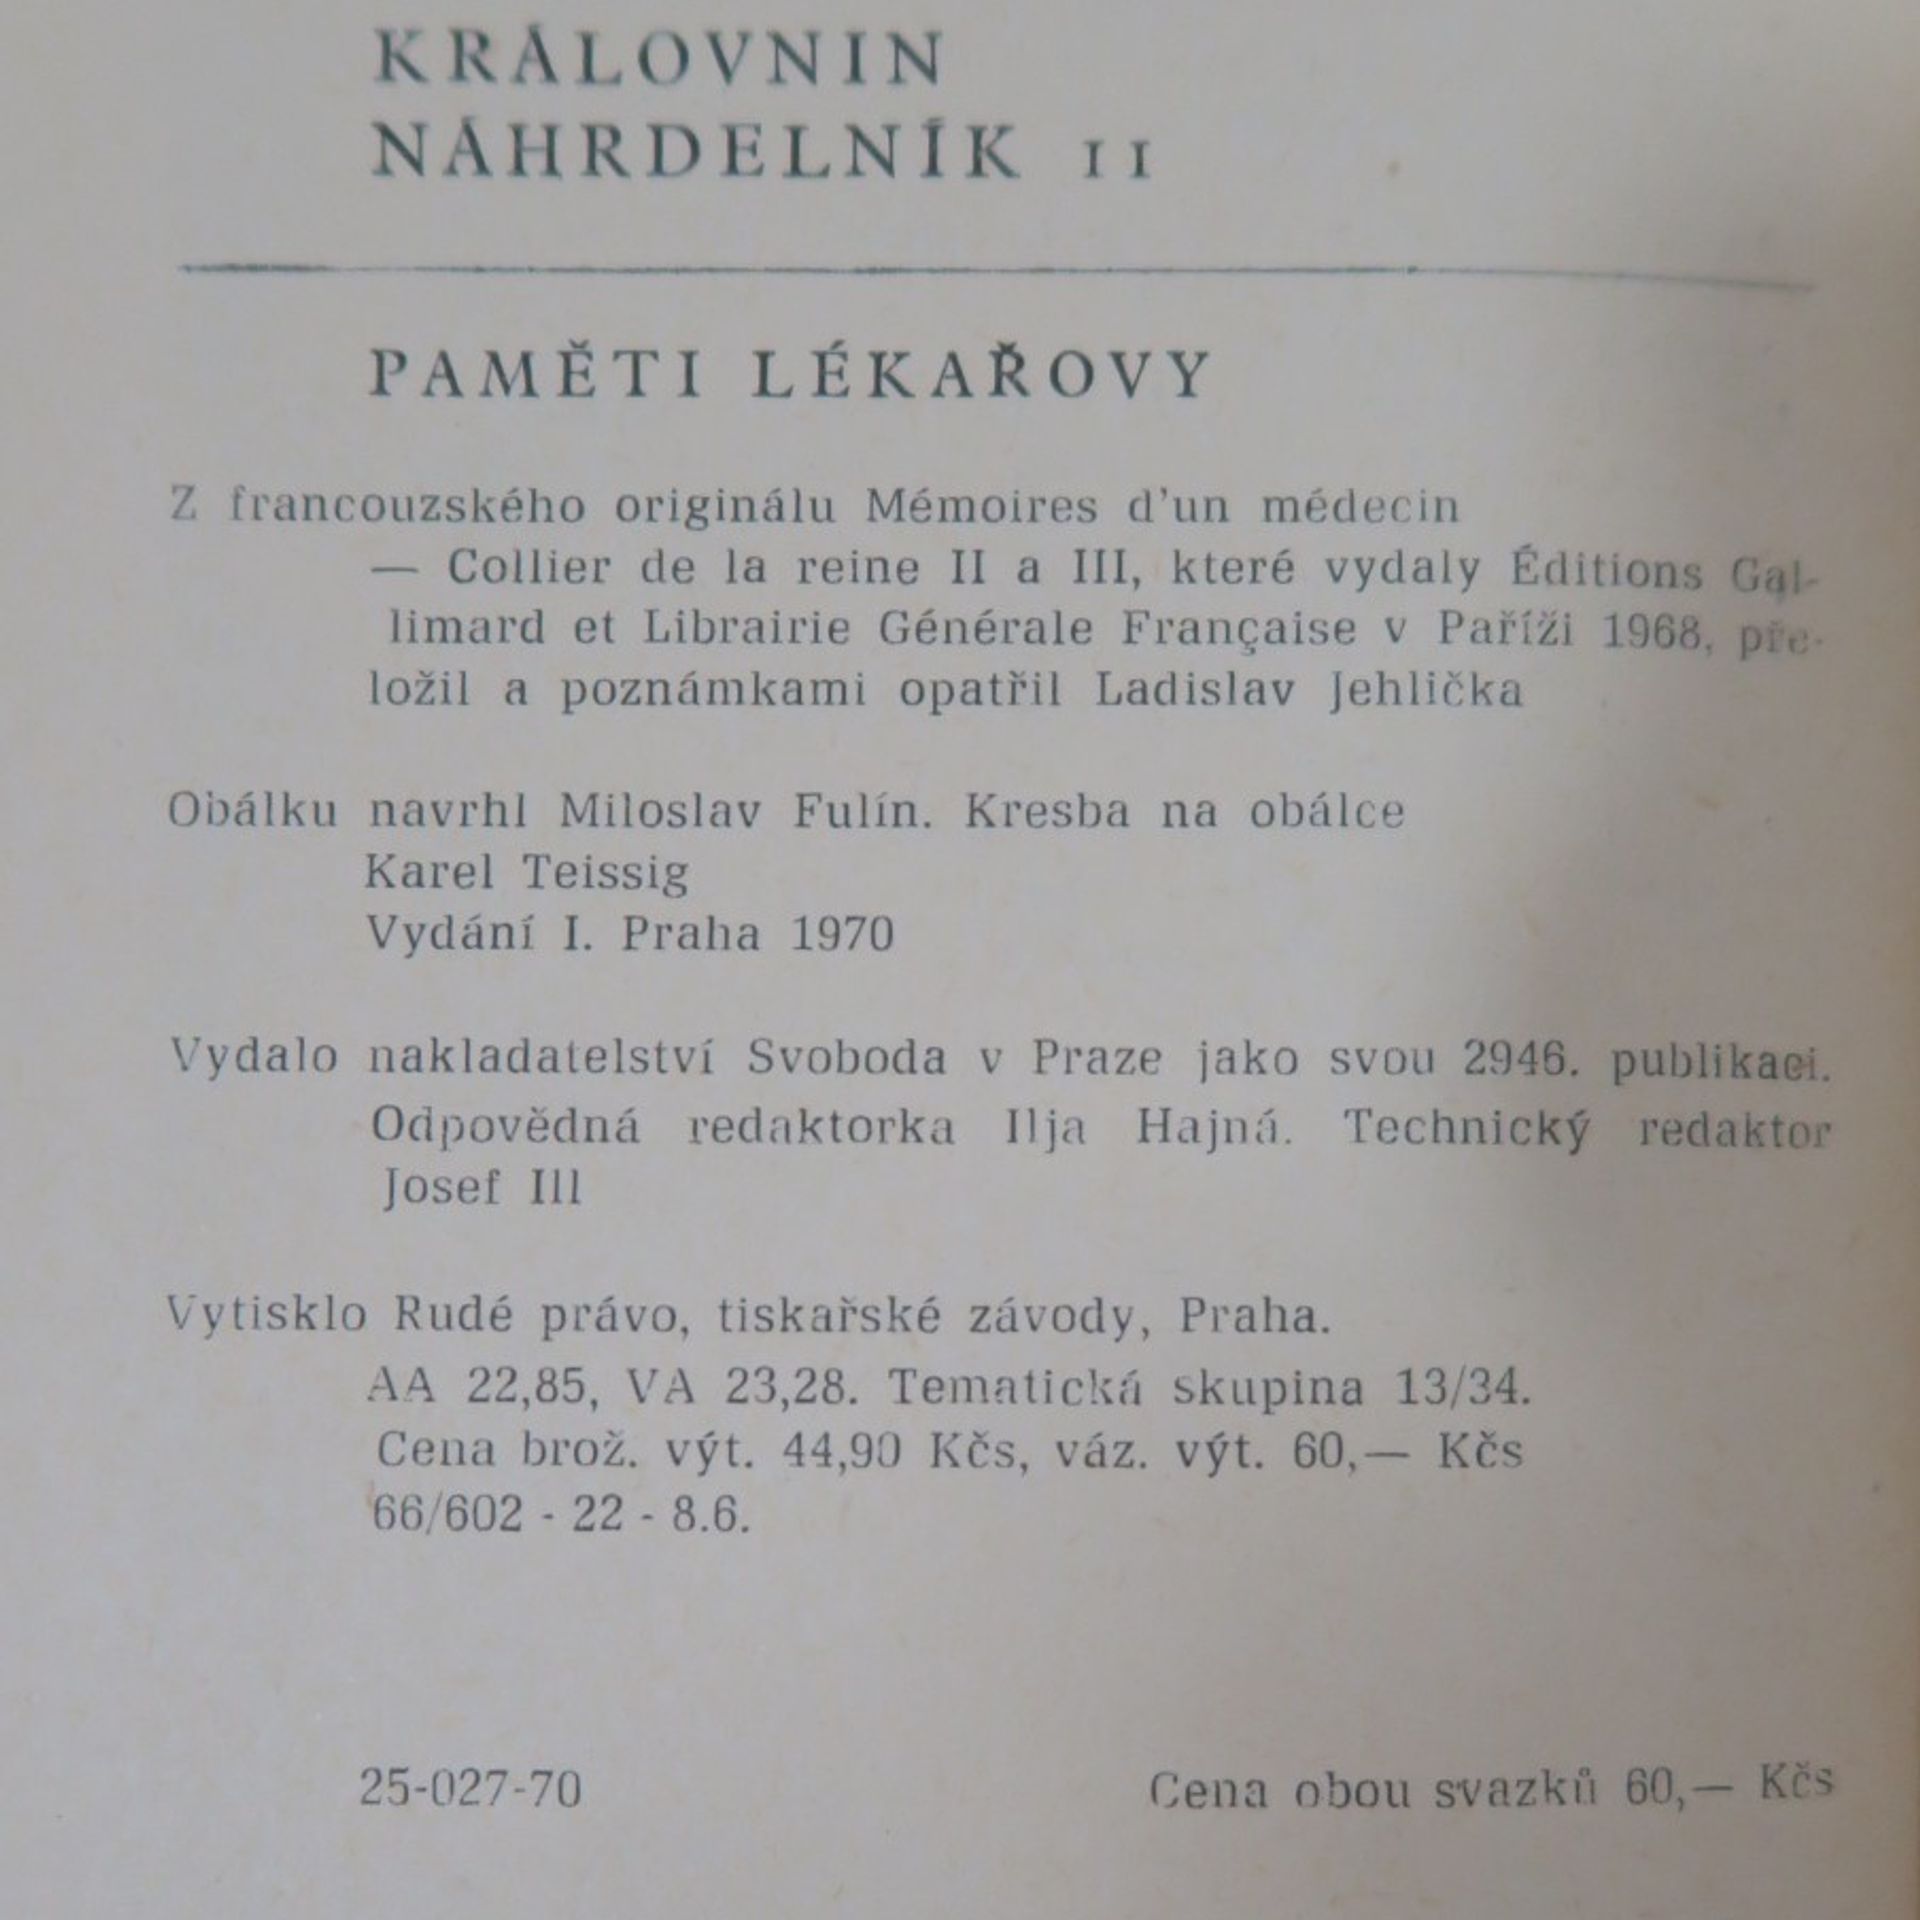 KRÁLOVNIN
NÁHRDELNÍK II
PAMĚTI LÉKAŘOVY
Z francouzského originálu Mémoires d'un médecin
— Collier de la reine II a III, které vydaly Éditions Gal-
limard et Librairie Générale Française v Paříži 1968, pře-
ložil a poznámkami opatřil Ladislav Jehlička
Obálku navrhl Miloslav Fulín. Kresba na obálce
Karel Teissig
Vydání I. Praha 1970
Vydalo nakladatelství Svoboda v Praze jako svou 2946. publikaci.
Odpovědná redaktorka Ilja Hajná. Technický redaktor
Josef Ill
Vytisklo Rudé právo, tiskařské závody, Praha.
AA 22,85, VA 23,28. Tematická skupina 13/34.
Cena brož. výt. 44,90 Kčs, váz. výt. 60,— Kčs
66/602 - 22 - 8.6.
25-027-70 Cena obou svazků 60,— Kčs